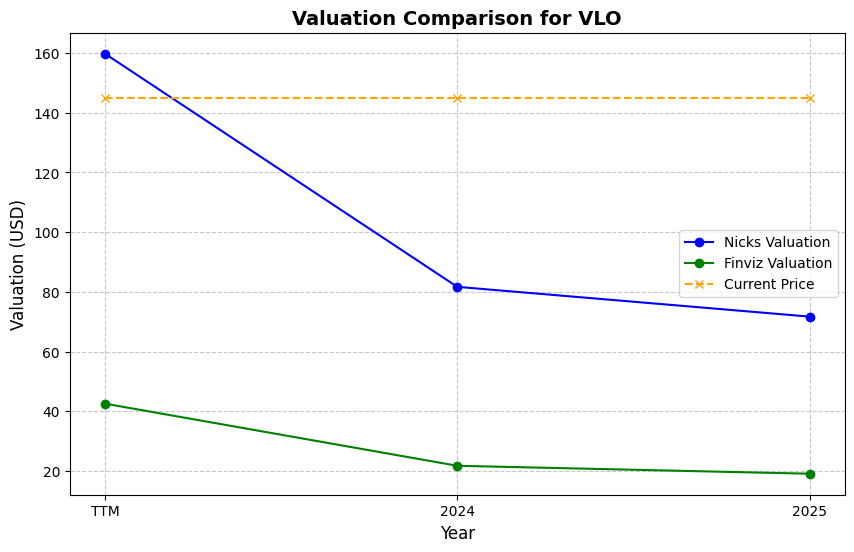 Valuation Comparison for VLO
Valuation (USD)
160
140
120
100
80
60
40
20
Nicks Valuation
Finviz Valuation
Current Price
TTM 2024 2025
Year